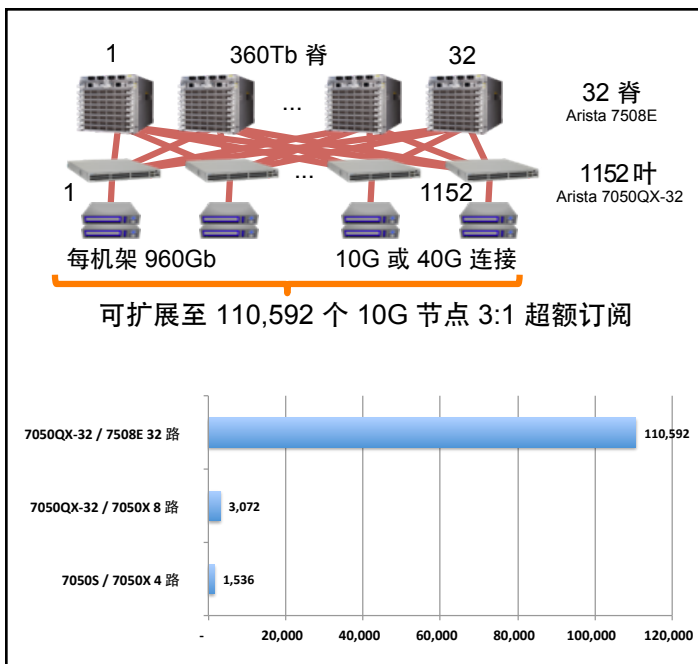 1 360Tb 脊 32
...
32 脊
Arista 7508E
...
1 1152
1152 叶
Arista 7050QX-32
每机架 960Gb 10G 或 40G 连接
可扩展至 110,592 个 10G 节点 3:1 超额订阅
7050QX-32 / 7508E 32 路 110,592
7050QX-32 / 7050X 8 路 3,072
7050S / 7050X 4 路 1,536
- 20,000 40,000 60,000 80,000 100,000 120,000